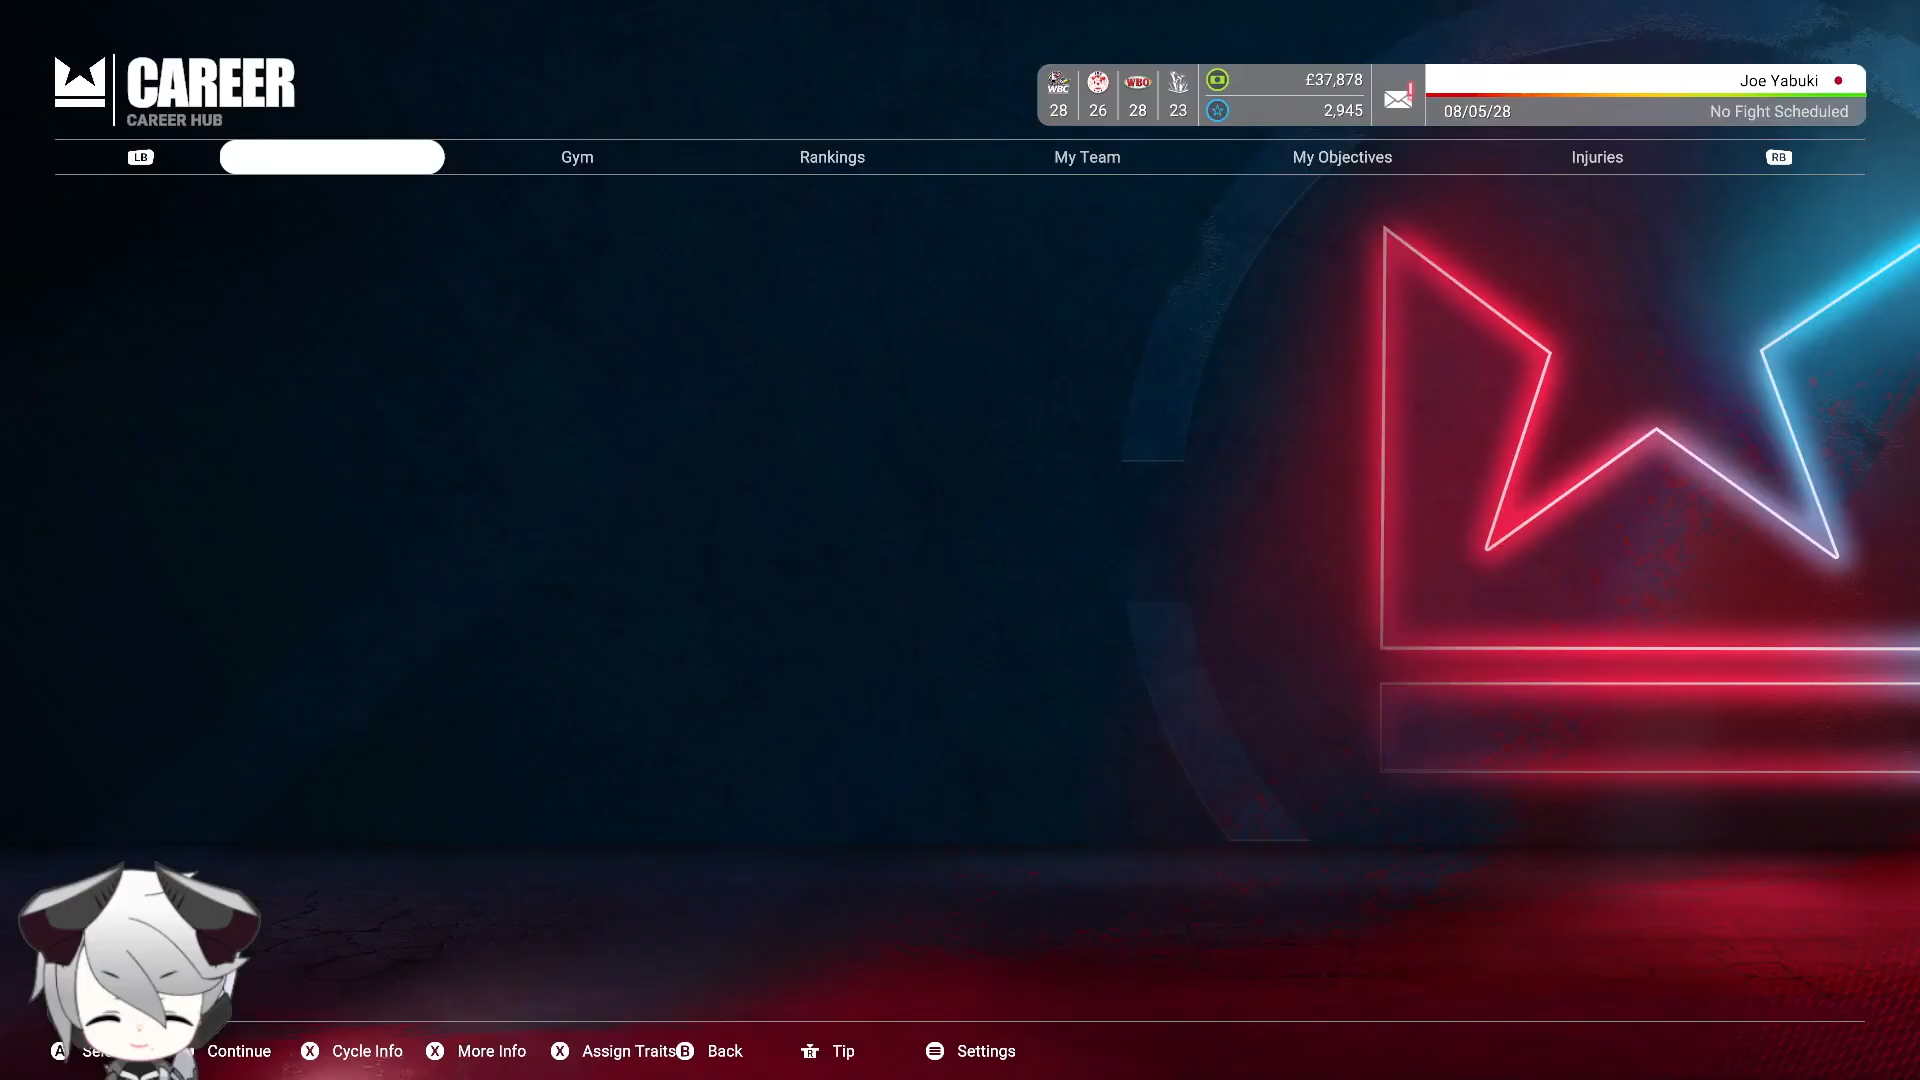 CAREER
CAREER HUB
WBC
WBO
28
26
28
23
£37,878
2,945
Joe Yabuki
08/05/28
No Fight Scheduled
LB
Gym
Rankings
My Team
My Objectives
Injuries
RB
A
Continue
X
Cycle Info
X
More Info
X
Assign Traits
B
Back
R
Tip
Settings